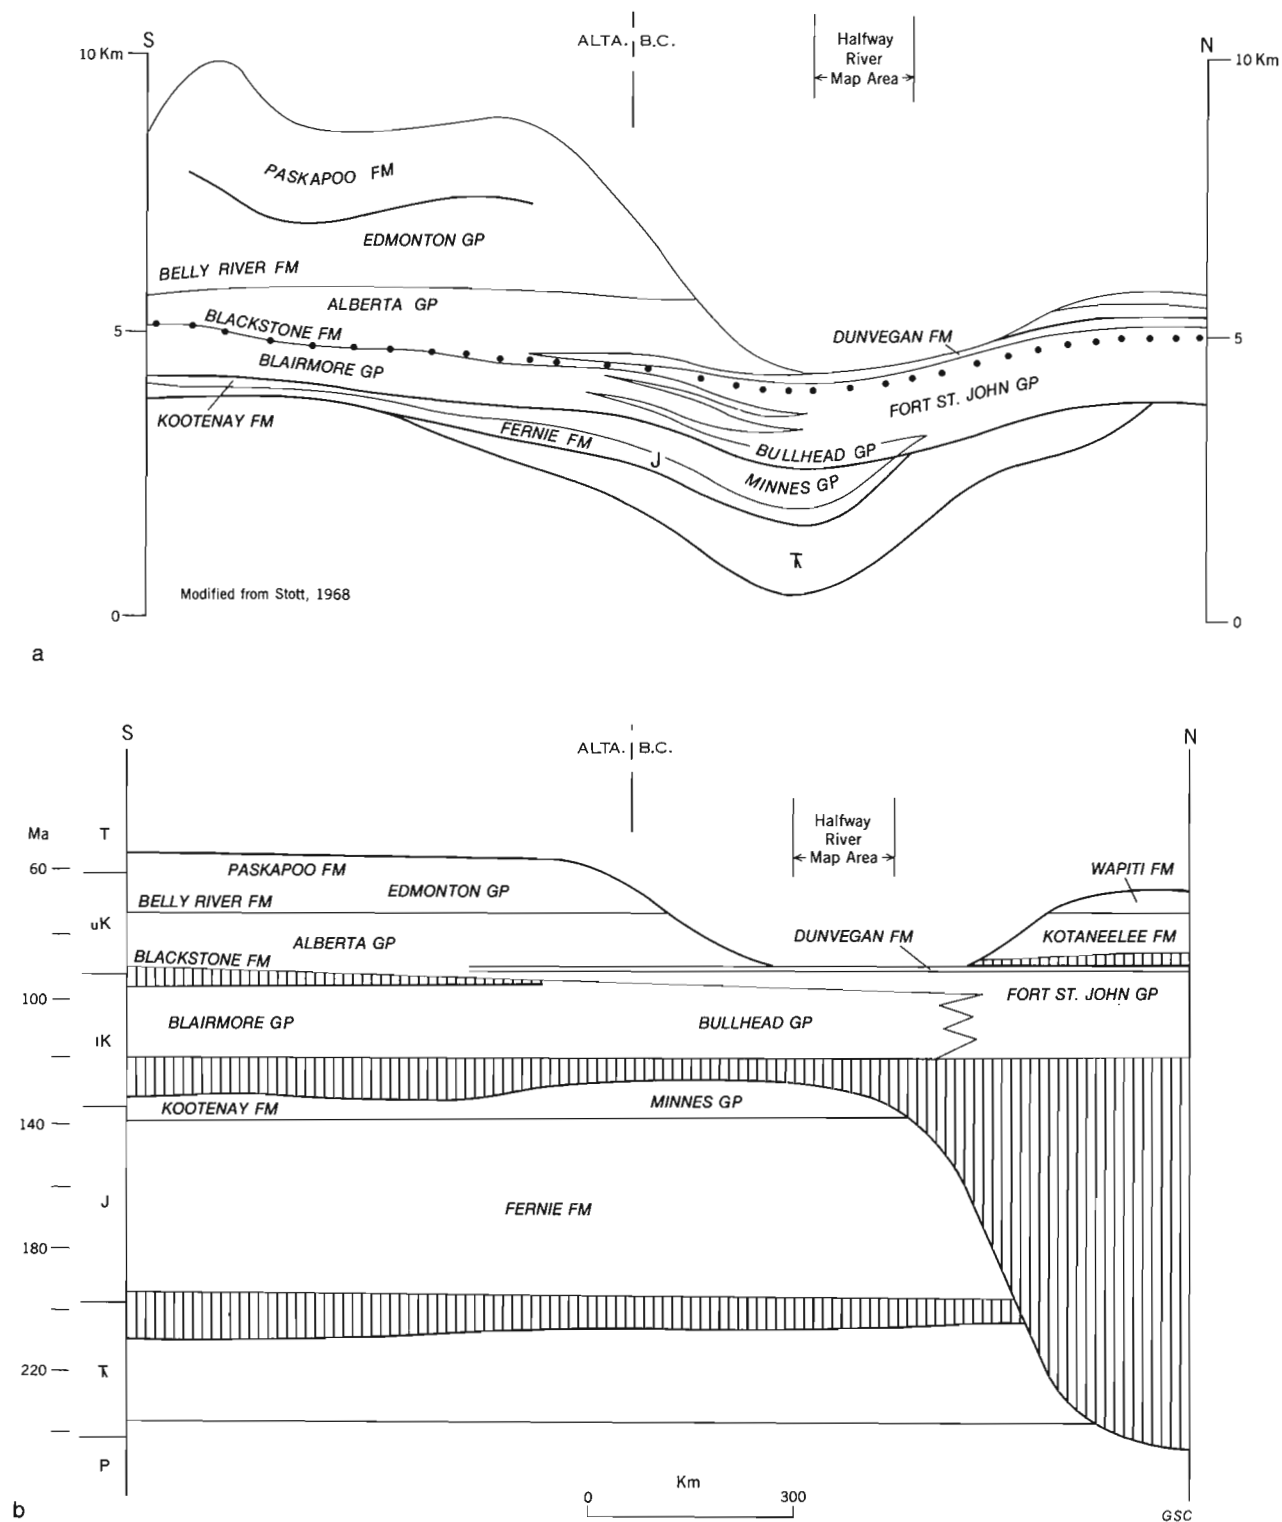 S
ALTA. B.C.
Halfway
River
Map Area
N
10 Km
10 Km
PASKAPOO FM
EDMONTON GP
BELLY RIVER FM
ALBERTA GP
BLACKSTONE FM
DUNVEGAN FM
5
5
BLAIRMORE GP
FORT ST. JOHN GP
KOOTENAY FM
FERNIE FM
J
BULLHEAD GP
MINNES GP
Modified from Stott, 1968
0
0
a
S
ALTA. B.C.
N
Halfway
River
Map Area
Ma
T
60
PASKAPOO FM
WAPITI FM
EDMONTON GP
BELLY RIVER FM
uK
ALBERTA GP
DUNVEGAN FM
KOTANEELEE FM
BLACKSTONE FM
100
FORT ST. JOHN GP
BLAIRMORE GP
BULLHEAD GP
lK
KOOTENAY FM
MINNES GP
140
J
FERNIE FM
180
220
P
Km
0
300
b
GSC